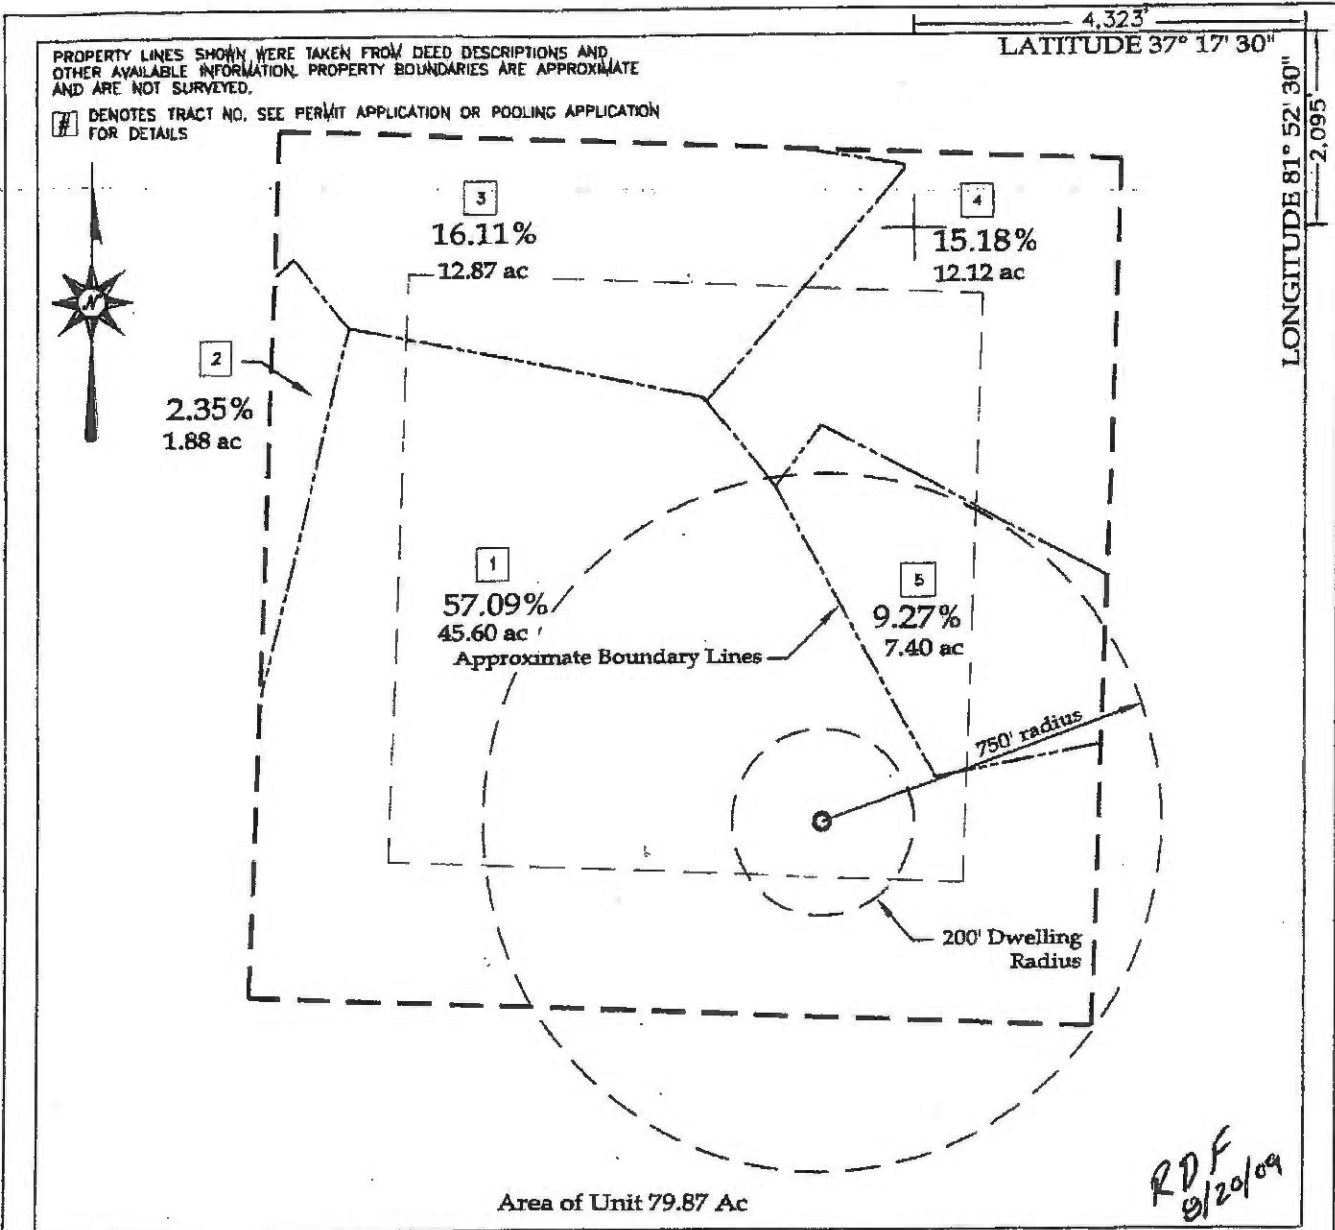 4,323'
LATITUDE 37° 17' 30"
LONGITUDE 81° 52' 30"
2,095'
PROPERTY LINES SHOWN WERE TAKEN FROM DEED DESCRIPTIONS AND
OTHER AVAILABLE INFORMATION. PROPERTY BOUNDARIES ARE APPROXIMATE
AND ARE NOT SURVEYED.
# DENOTES TRACT NO. SEE PERMIT APPLICATION OR POOLING APPLICATION
FOR DETAILS
N
3
16.11%
12.87 ac
4
15.18%
12.12 ac
2
2.35%
1.88 ac
1
57.09%
45.60 ac
Approximate Boundary Lines
5
9.27%
7.40 ac
750' radius
200' Dwelling
Radius
Area of Unit 79.87 Ac
RDF
8/20/09